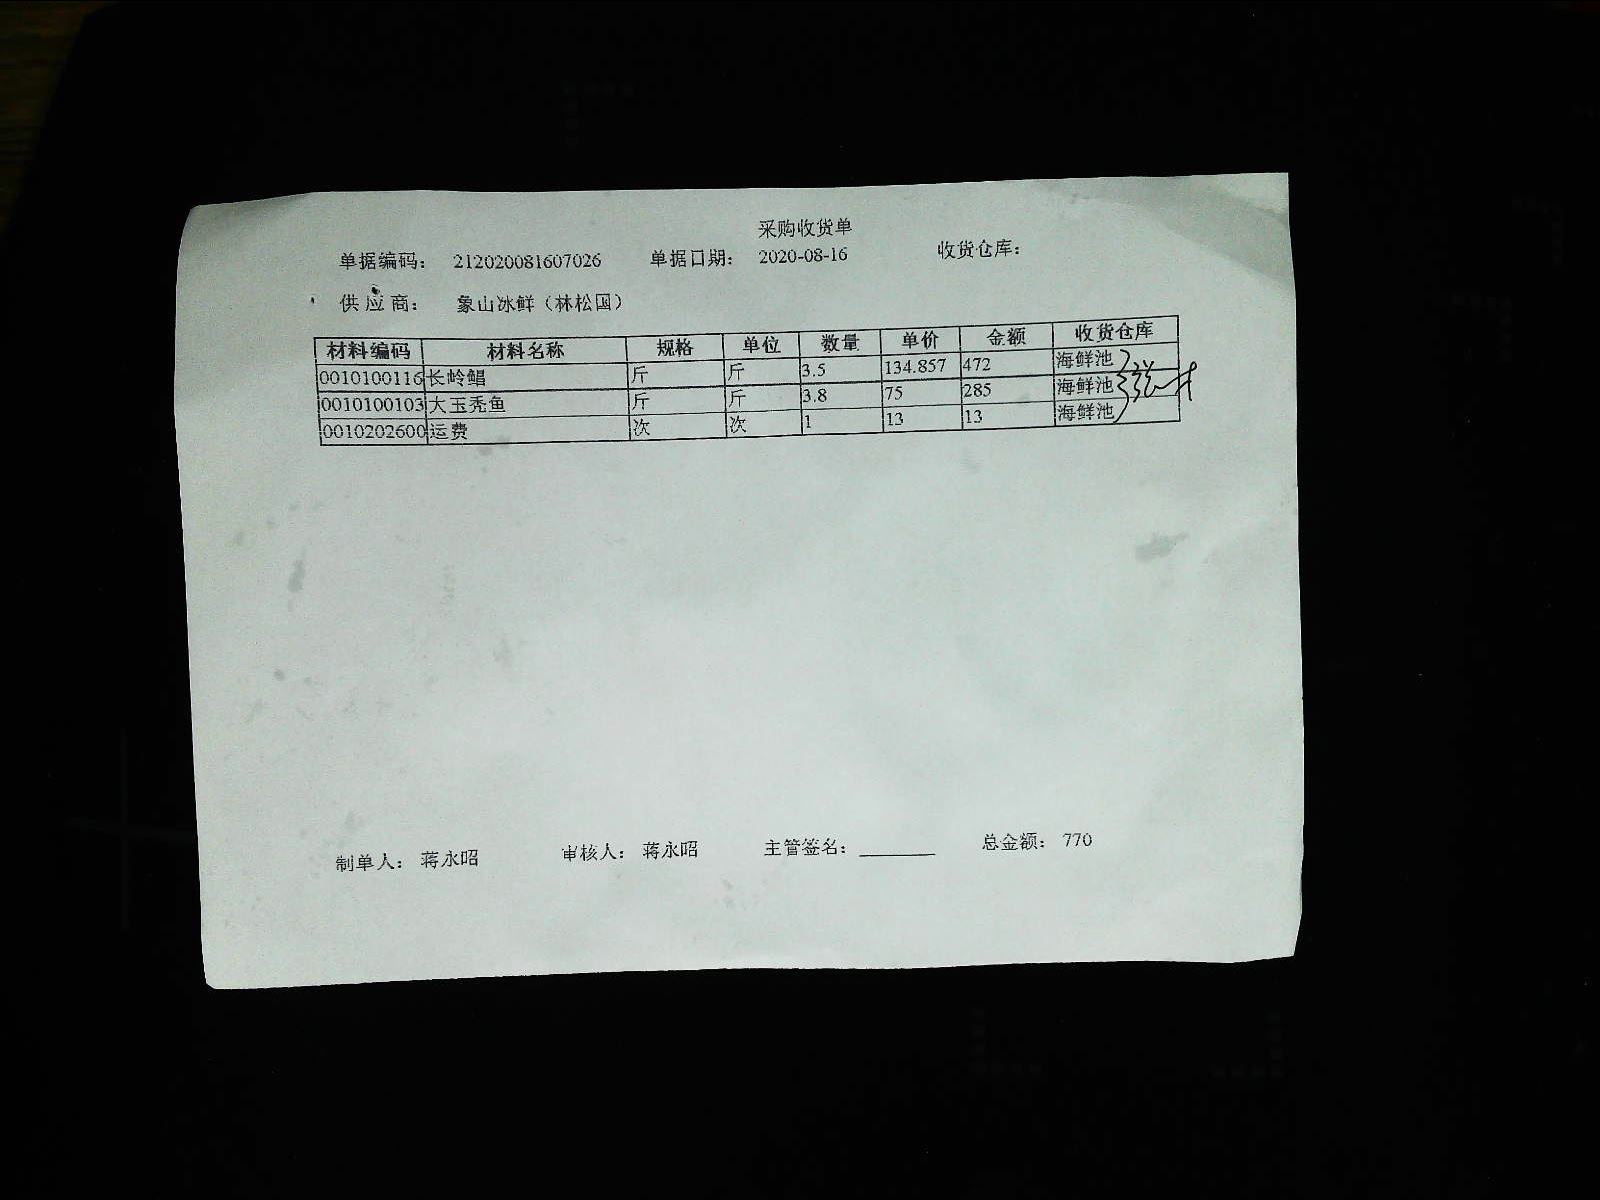 采购收货单
单据编码： 212020081607026 单据日期： 2020-08-16 收货仓库：
供应商： 象山冰鲜（林松国）
材料编码 材料名称 规格 单位 数量 单价 金额 收货仓库
0010100116 长岭鲳 斤 斤 3.5 134.857 472 海鲜池
0010100103 大玉秃鱼 斤 斤 3.8 75 285 海鲜池
0010202600 运费 次 次 1 13 13 海鲜池
制单人： 蒋永昭 审核人： 蒋永昭 主管签名： 总金额： 770